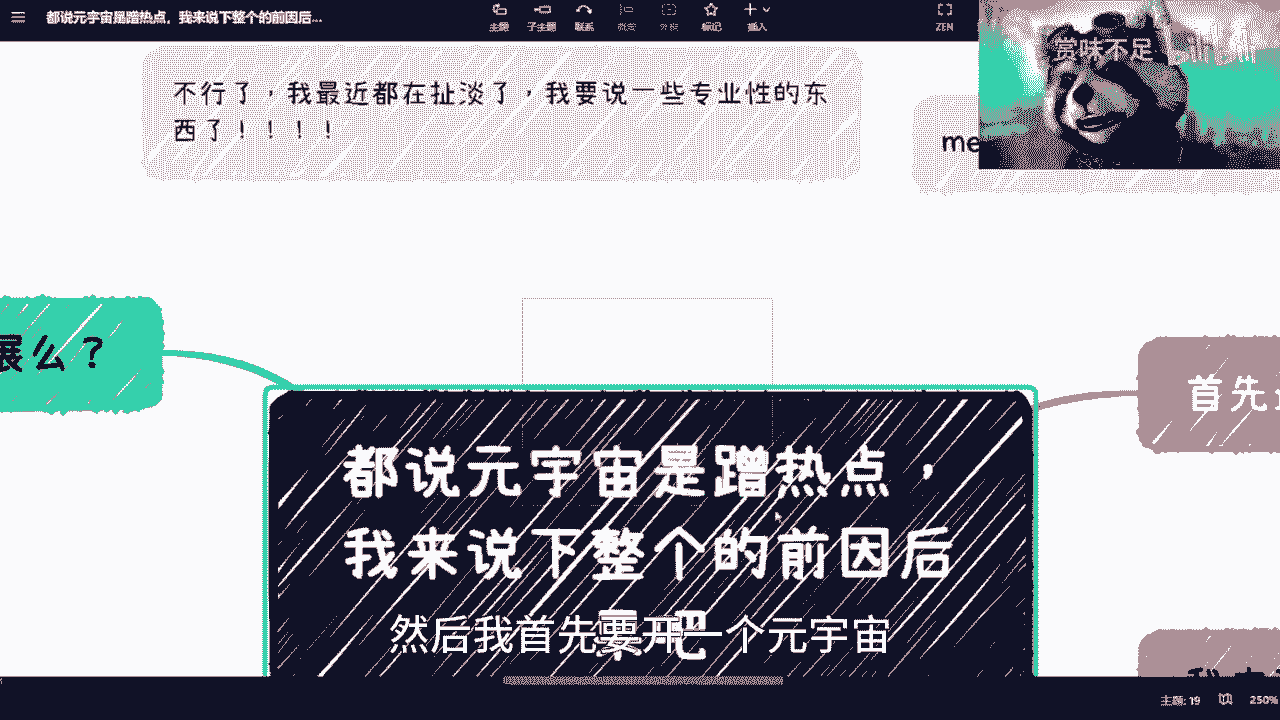 都说元宇宙是蹭热点，我来说下整个的前因后...
主题
子主题
联系
概要
外框
标记
插入
ZEN
赏味不足
不行了，我最近都在扯淡了，我要说一些专业性的东
西了！！！！
me
展么？
首先
都说元宇宙是蹭热点，
我来说下整个的前因后
果吧
然后我首先要开一个元宇宙
主题: 19
250%